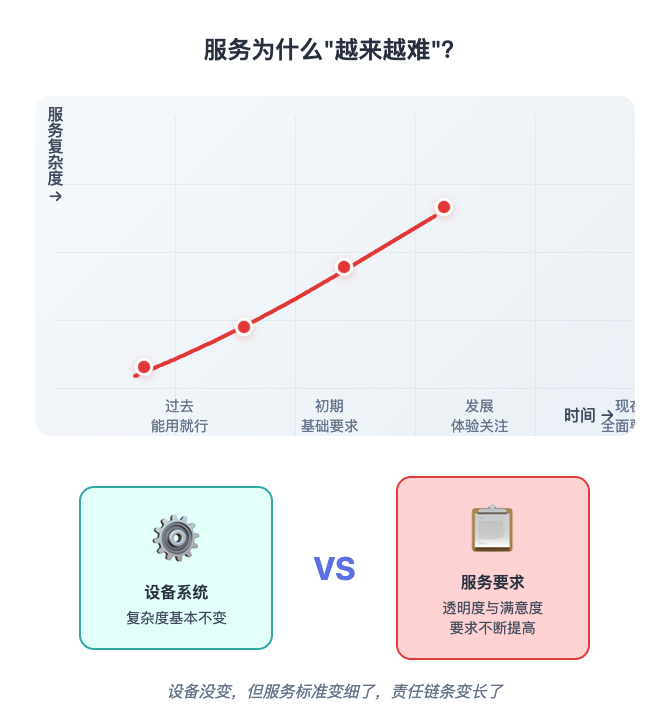 服务为什么"越来越难"？
服务复杂度 →
过去
能用就行
初期
基础要求
发展
体验关注
时间 →
现在
全面
设备系统
复杂度基本不变
VS
服务要求
透明度与满意度
要求不断提高
设备没变，但服务标准变细了，责任链条变长了